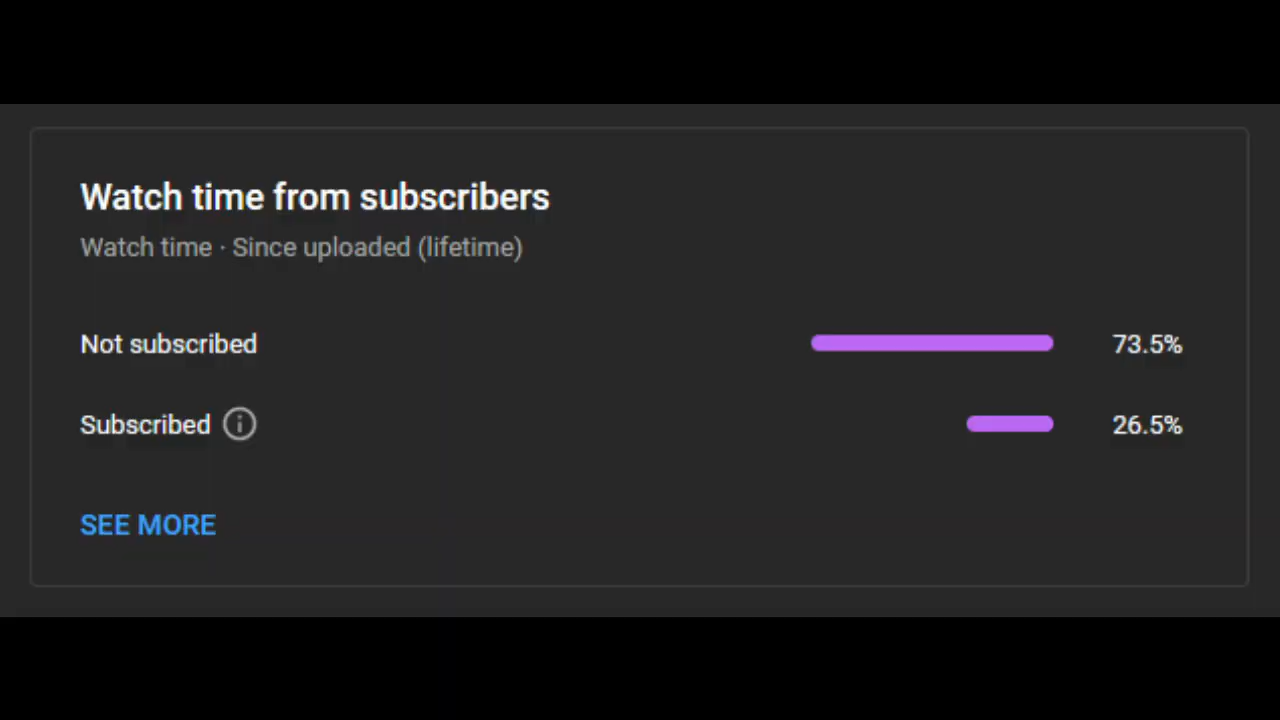 Watch time from subscribers
Watch time · Since uploaded (lifetime)
Not subscribed 73.5%
Subscribed 26.5%
SEE MORE